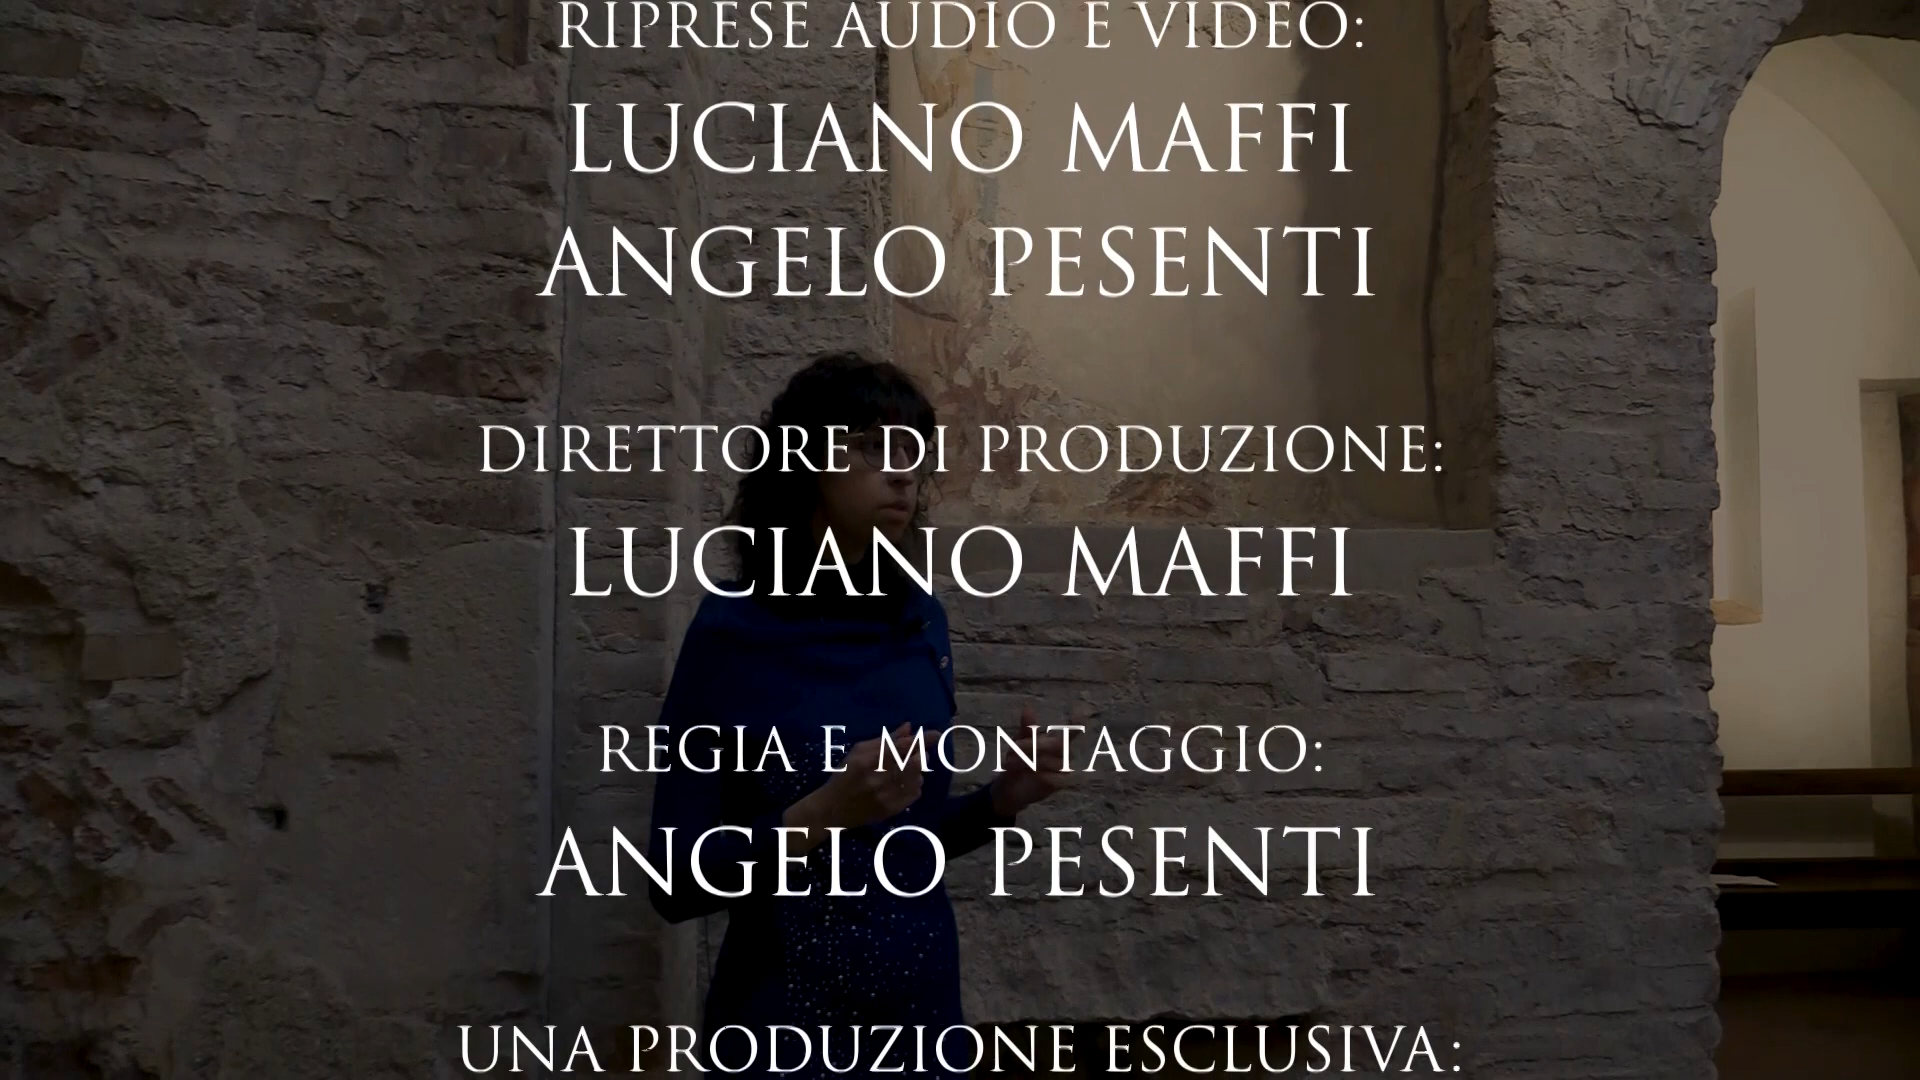 RIPRESE AUDIO E VIDEO:
LUCIANO MAFFI
ANGELO PESENTI
DIRETTORE DI PRODUZIONE:
LUCIANO MAFFI
REGIA E MONTAGGIO:
ANGELO PESENTI
UNA PRODUZIONE ESCLUSIVA: